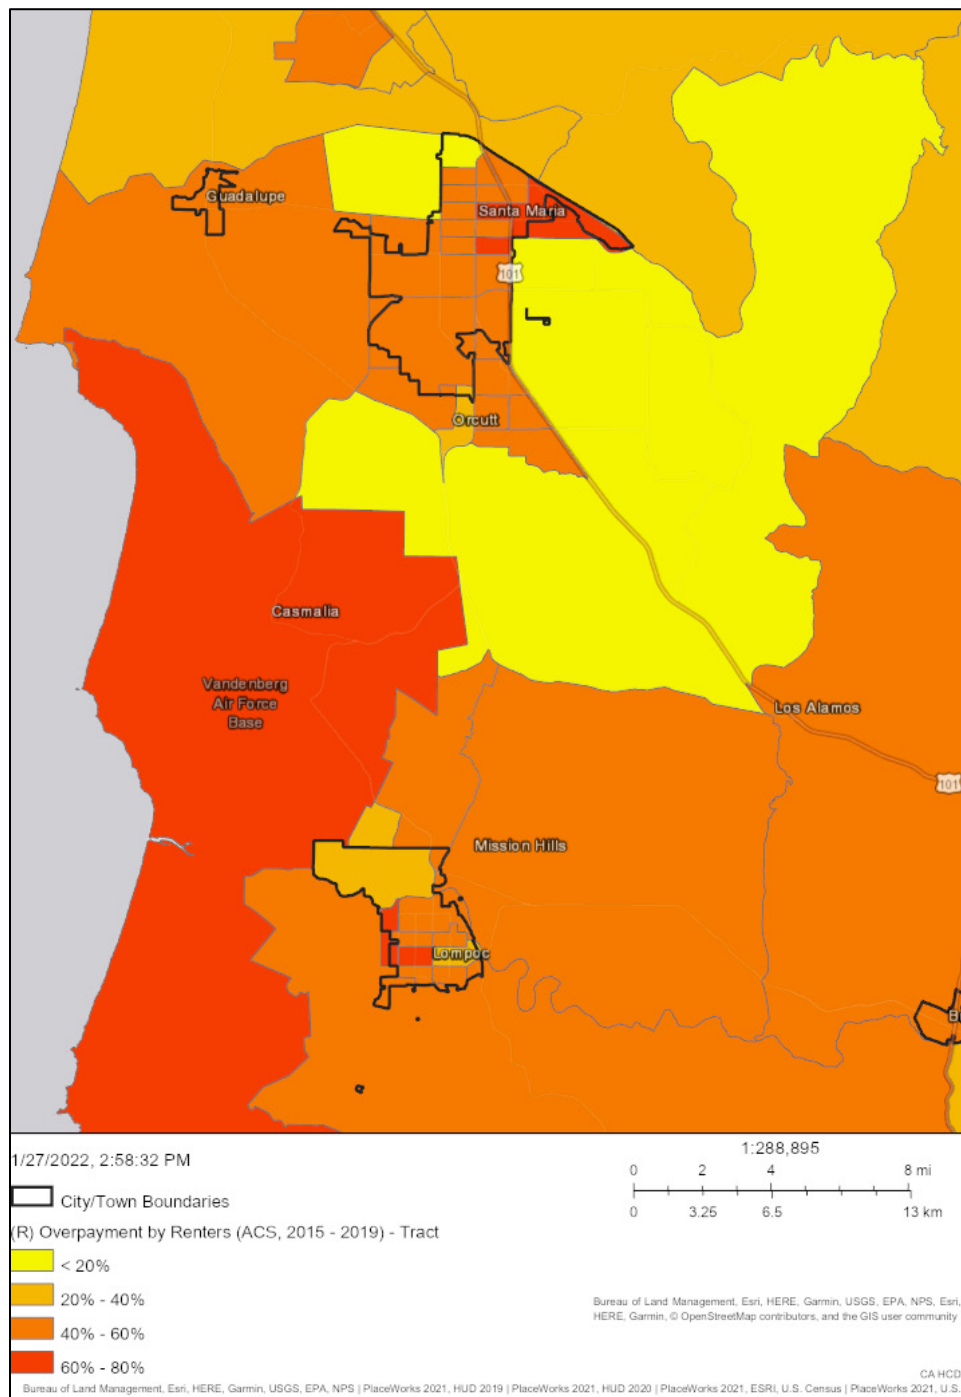 Guadalupe
Santa Maria
101
Orcutt
Casmalia
Vandenberg
Air Force
Base
Los Alamos
101
Mission Hills
Lompoc
B
1/27/2022, 2:58:32 PM
1:288,895
0 2 4 8 mi
0 3.25 6.5 13 km
City/Town Boundaries
(R) Overpayment by Renters (ACS, 2015 - 2019) - Tract
< 20%
20% - 40%
40% - 60%
60% - 80%
Bureau of Land Management, Esri, HERE, Garmin, USGS, EPA, NPS, Esri,
HERE, Garmin, © OpenStreetMap contributors, and the GIS user community
CA HCD
Bureau of Land Management, Esri, HERE, Garmin, USGS, EPA, NPS | PlaceWorks 2021, HUD 2019 | PlaceWorks 2021, HUD 2020 | PlaceWorks 2021, ESRI, U.S. Census | PlaceWorks 2021, U.S.